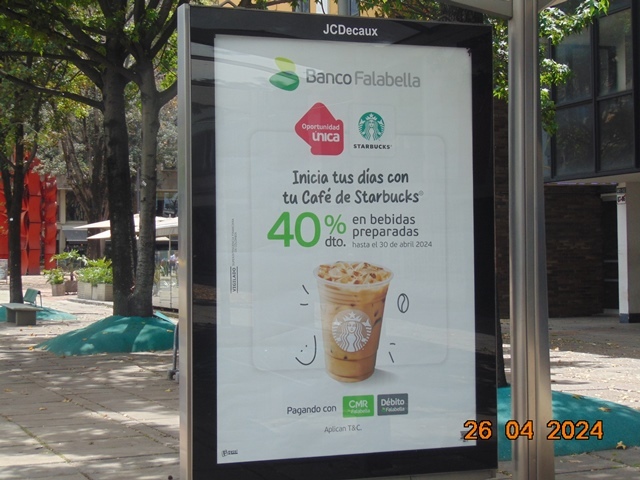 JCDecaux
Banco Falabella
Oportunidad
única
STARBUCKS
Inicia tus días con
tu Café de Starbucks®
40% dto.
en bebidas
preparadas
hasta el 30 de abril 2024
Pagando con
CMR
Falabella
Débito
Falabella
Aplican T&C.
26 04 2024